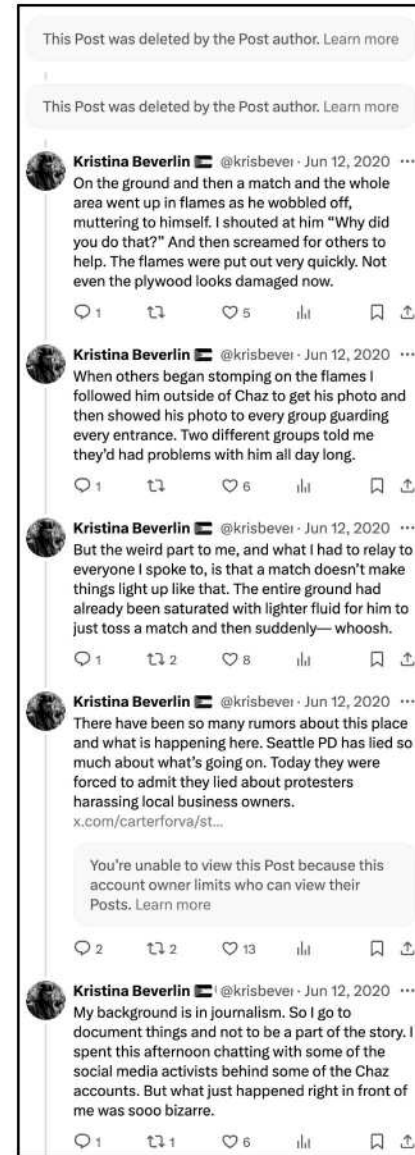 This Post was deleted by the Post author. Learn more
This Post was deleted by the Post author. Learn more
Kristina Beverlin @krisbever · Jun 12, 2020 ···
On the ground and then a match and the whole
area went up in flames as he wobbled off,
muttering to himself. I shouted at him “Why did
you do that?” And then screamed for others to
help. The flames were put out very quickly. Not
even the plywood looks damaged now.
1 5
Kristina Beverlin @krisbever · Jun 12, 2020 ···
When others began stomping on the flames I
followed him outside of Chaz to get his photo and
then showed his photo to every group guarding
every entrance. Two different groups told me
they’d had problems with him all day long.
1 6
Kristina Beverlin @krisbever · Jun 12, 2020 ···
But the weird part to me, and what I had to relay to
everyone I spoke to, is that a match doesn’t make
things light up like that. The entire ground had
already been saturated with lighter fluid for him to
just toss a match and then suddenly— whoosh.
1 2 8
Kristina Beverlin @krisbever · Jun 12, 2020 ···
There have been so many rumors about this place
and what is happening here. Seattle PD has lied so
much about what’s going on. Today they were
forced to admit they lied about protesters
harassing local business owners.
x.com/carterforva/st...
You’re unable to view this Post because this
account owner limits who can view their
Posts. Learn more
2 2 13
Kristina Beverlin @krisbever · Jun 12, 2020 ···
My background is in journalism. So I go to
document things and not to be a part of the story. I
spent this afternoon chatting with some of the
social media activists behind some of the Chaz
accounts. But what just happened right in front of
me was sooo bizarre.
1 1 6